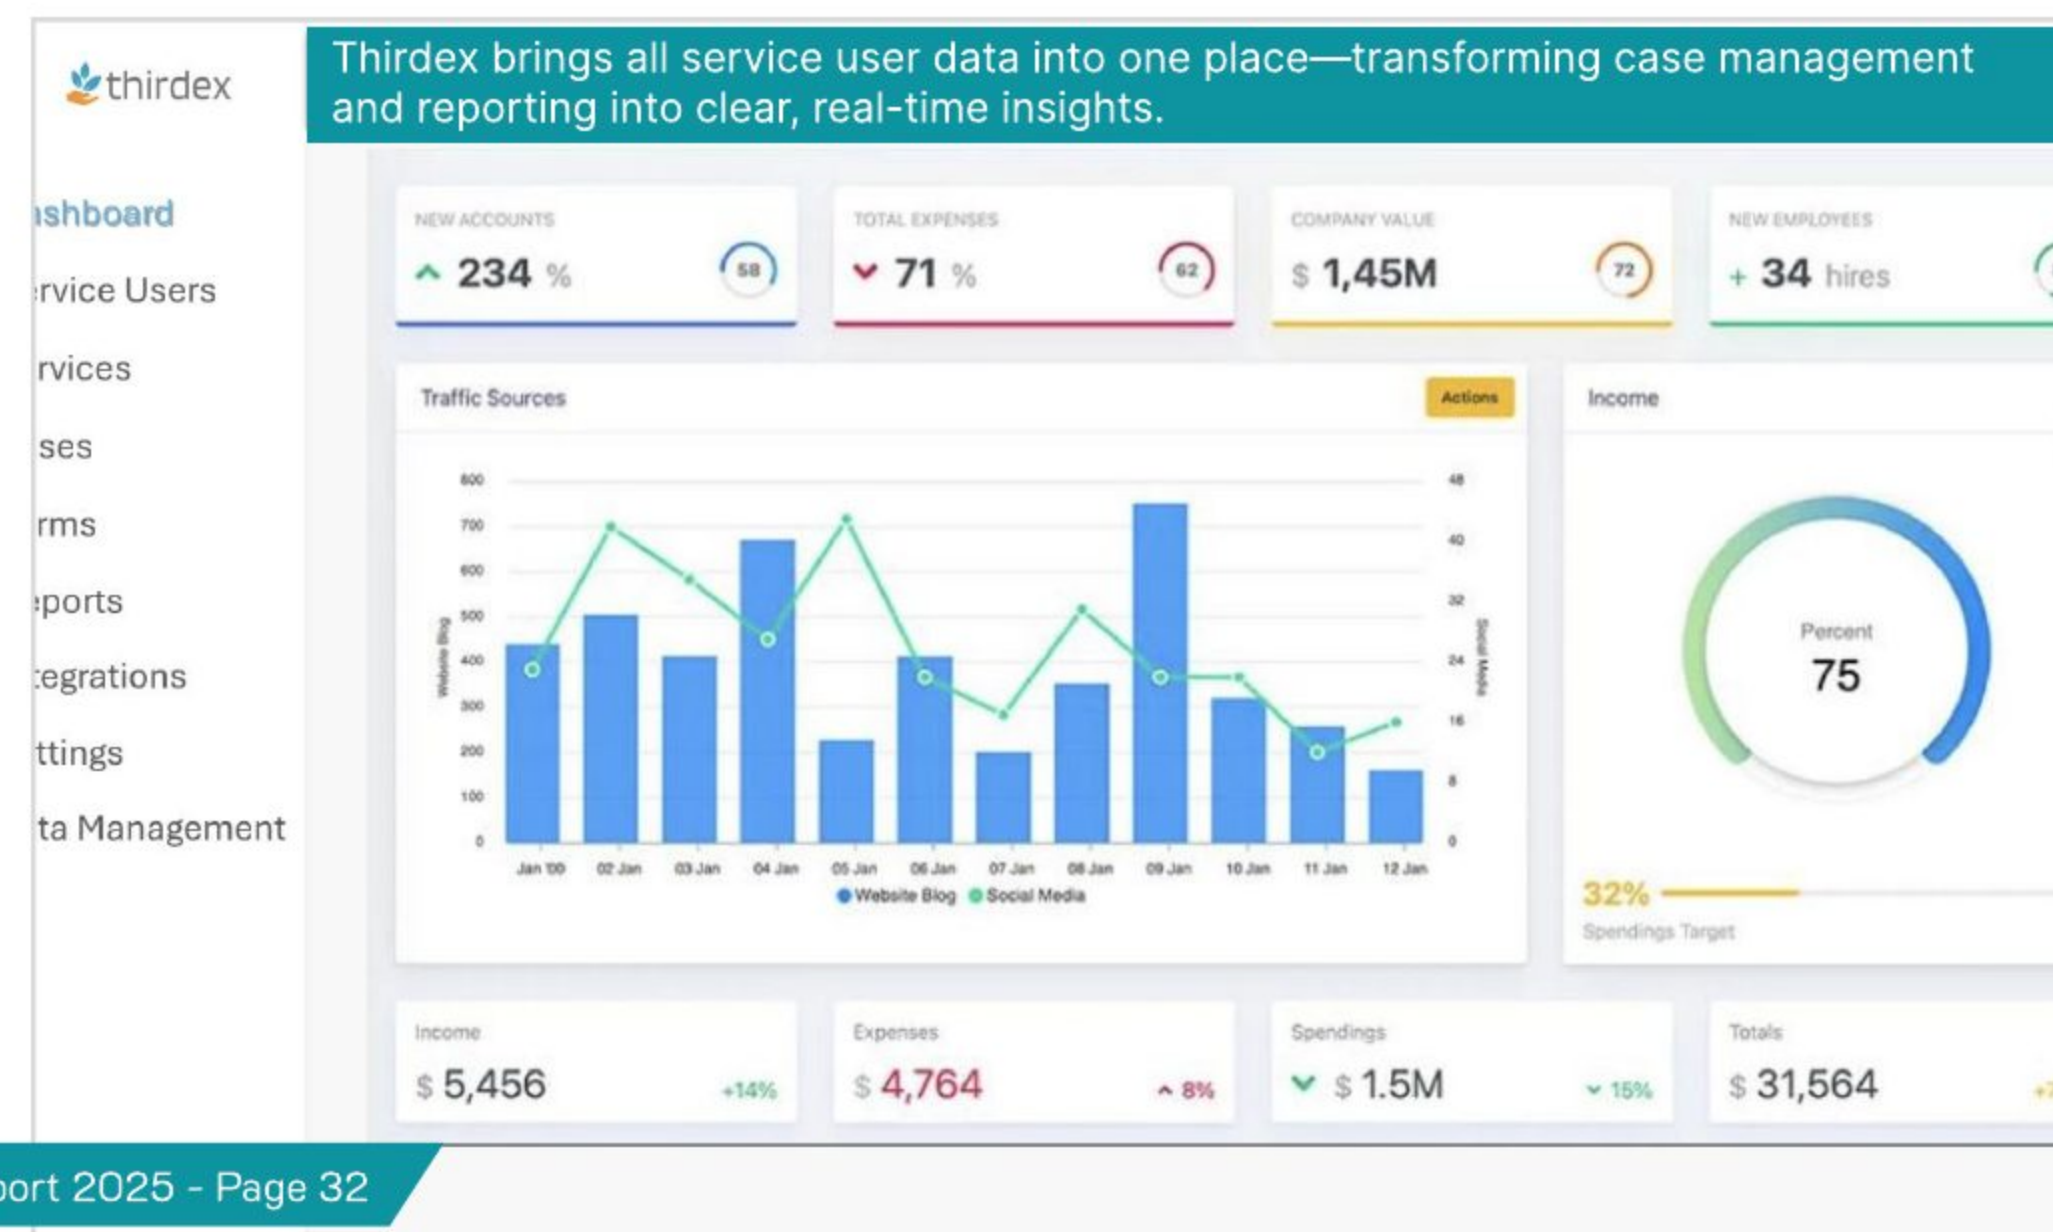 thirdex
Thirdex brings all service user data into one place—transforming case management
and reporting into clear, real-time insights.
ashboard
rvice Users
rvices
ses
rms
ports
tegrations
ttings
ta Management
NEW ACCOUNTS
234 %
58
TOTAL EXPENSES
71 %
62
COMPANY VALUE
$ 1,45M
72
NEW EMPLOYEES
+ 34 hires
Traffic Sources
Actions
Website Blog
800
700
600
500
400
300
200
100
0
48
40
32
24
16
8
0
Social Media
Jan '00 02 Jan 03 Jan 04 Jan 05 Jan 06 Jan 07 Jan 08 Jan 09 Jan 10 Jan 11 Jan 12 Jan
Website Blog Social Media
Income
Percent
75
32%
Spendings Target
Income
$ 5,456 +14%
Expenses
$ 4,764 8%
Spendings
$ 1.5M 15%
Totals
$ 31,564
port 2025 - Page 32